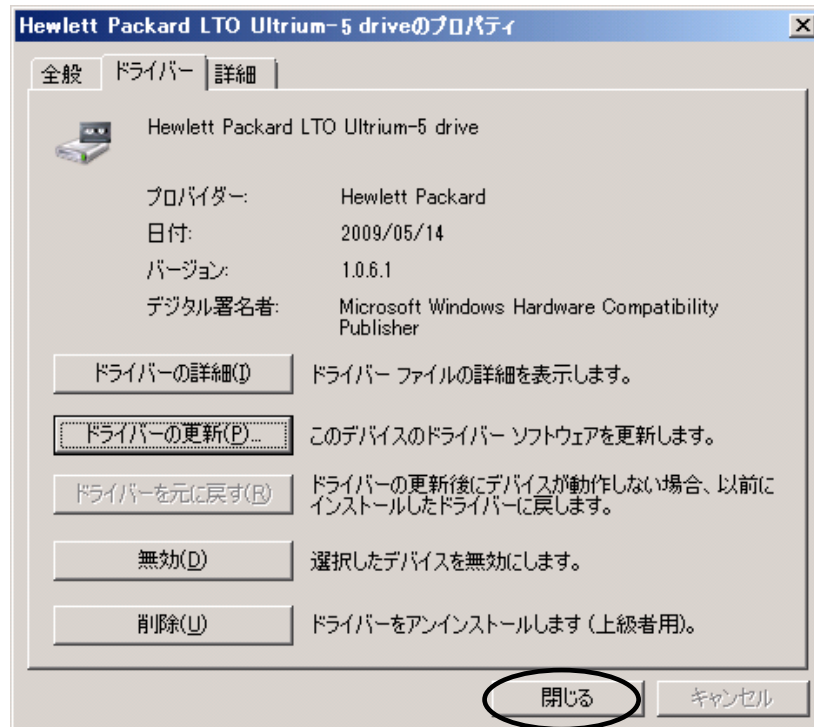 Hewlett Packard LTO Ultrium-5 driveのプロパティ
全般 ドライバー 詳細
Hewlett Packard LTO Ultrium-5 drive
プロバイダー: Hewlett Packard
日付: 2009/05/14
バージョン: 1.0.6.1
デジタル署名者: Microsoft Windows Hardware Compatibility
Publisher
ドライバーの詳細(I) ドライバー ファイルの詳細を表示します。
ドライバーの更新(P)... このデバイスのドライバー ソフトウェアを更新します。
ドライバーを元に戻す(R) ドライバーの更新後にデバイスが動作しない場合、以前に
インストールしたドライバーに戻します。
無効(D) 選択したデバイスを無効にします。
削除(U) ドライバーをアンインストールします (上級者用)。
閉じる キャンセル